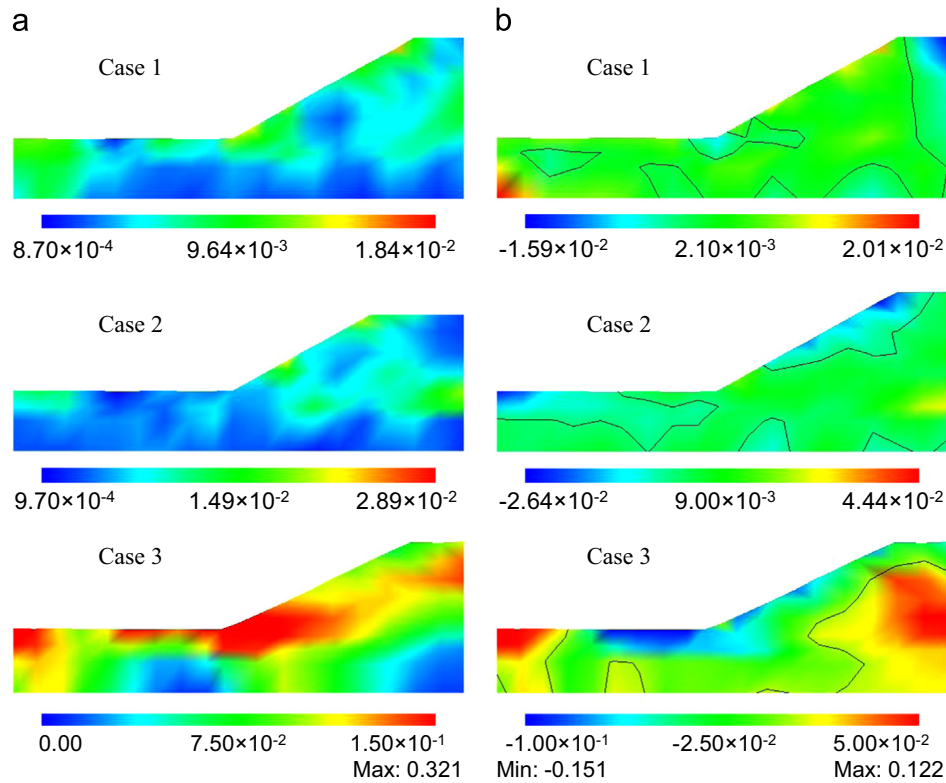 a b
Case 1 Case 1
8.70×10⁻⁴ 9.64×10⁻³ 1.84×10⁻² -1.59×10⁻² 2.10×10⁻³ 2.01×10⁻²
Case 2 Case 2
9.70×10⁻⁴ 1.49×10⁻² 2.89×10⁻² -2.64×10⁻² 9.00×10⁻³ 4.44×10⁻²
Case 3 Case 3
0.00 7.50×10⁻² 1.50×10⁻¹ -1.00×10⁻¹ -2.50×10⁻² 5.00×10⁻²
Max: 0.321 Min: -0.151 Max: 0.122